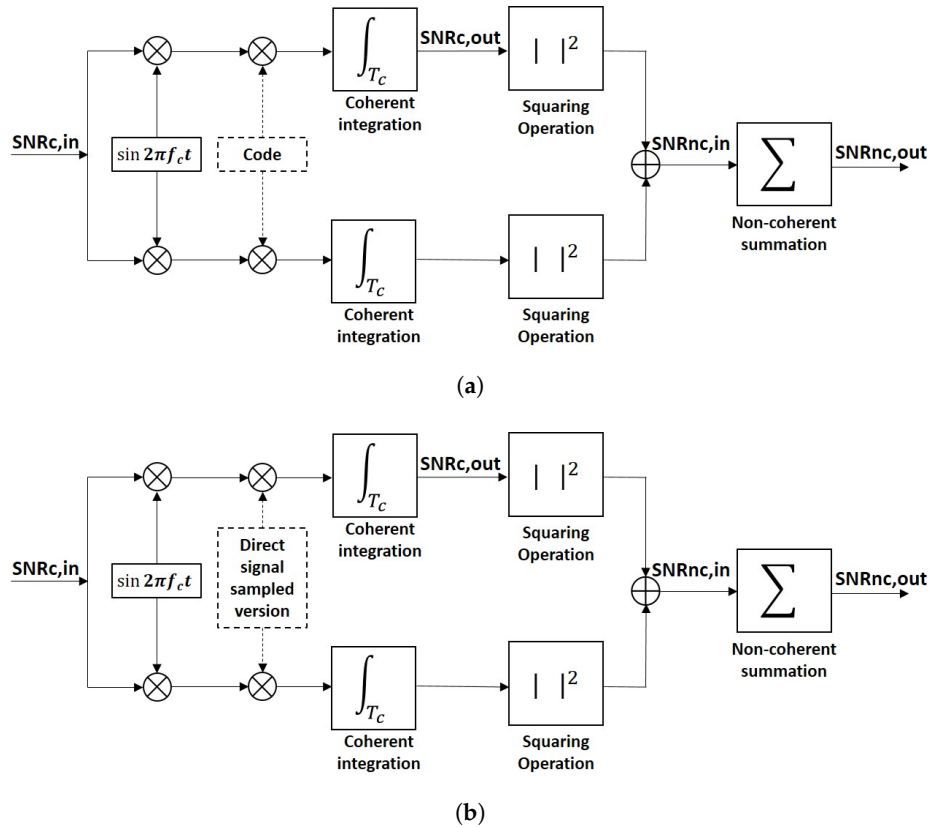 SNRc,in
sin 2πf_c t
Code
∫_{T_c}
Coherent
integration
SNRc,out
| |²
Squaring
Operation
∫_{T_c}
Coherent
integration
| |²
Squaring
Operation
SNRnc,in
∑
Non-coherent
summation
SNRnc,out
(a)
SNRc,in
sin 2πf_c t
Direct
signal
sampled
version
∫_{T_c}
Coherent
integration
SNRc,out
| |²
Squaring
Operation
∫_{T_c}
Coherent
integration
| |²
Squaring
Operation
SNRnc,in
∑
Non-coherent
summation
SNRnc,out
(b)